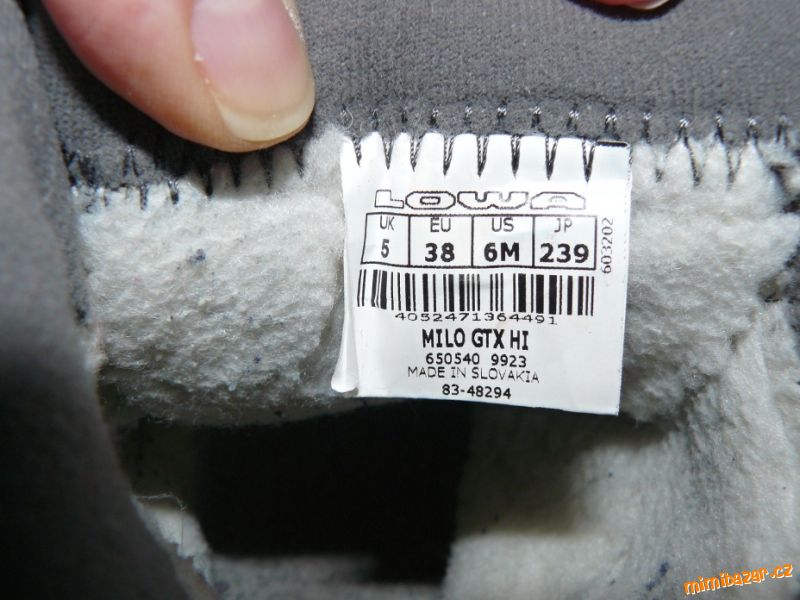 LOWA
UK EU US JP
5 38 6M 239
603202
4052471364491
MILO GTX HI
650540 9923
MADE IN SLOVAKIA
83-48294
mimibazar.cz